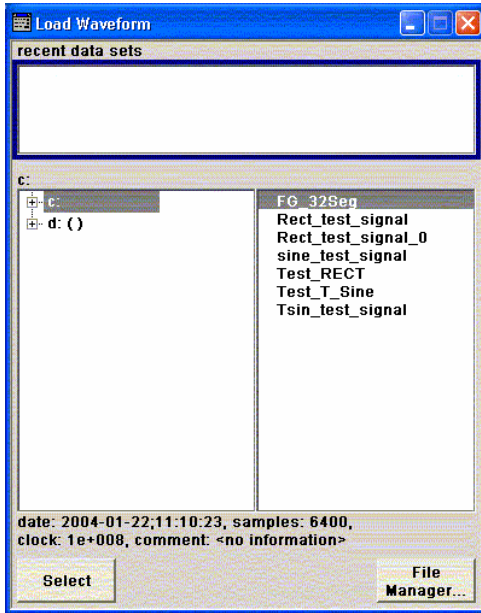 Load Waveform
recent data sets
c:
c:
d: ( )
FG_32Seg
Rect_test_signal
Rect_test_signal_0
sine_test_signal
Test_RECT
Test_T_Sine
Tsin_test_signal
date: 2004-01-22;11:10:23, samples: 6400,
clock: 1e+008, comment: <no information>
Select
File
Manager...